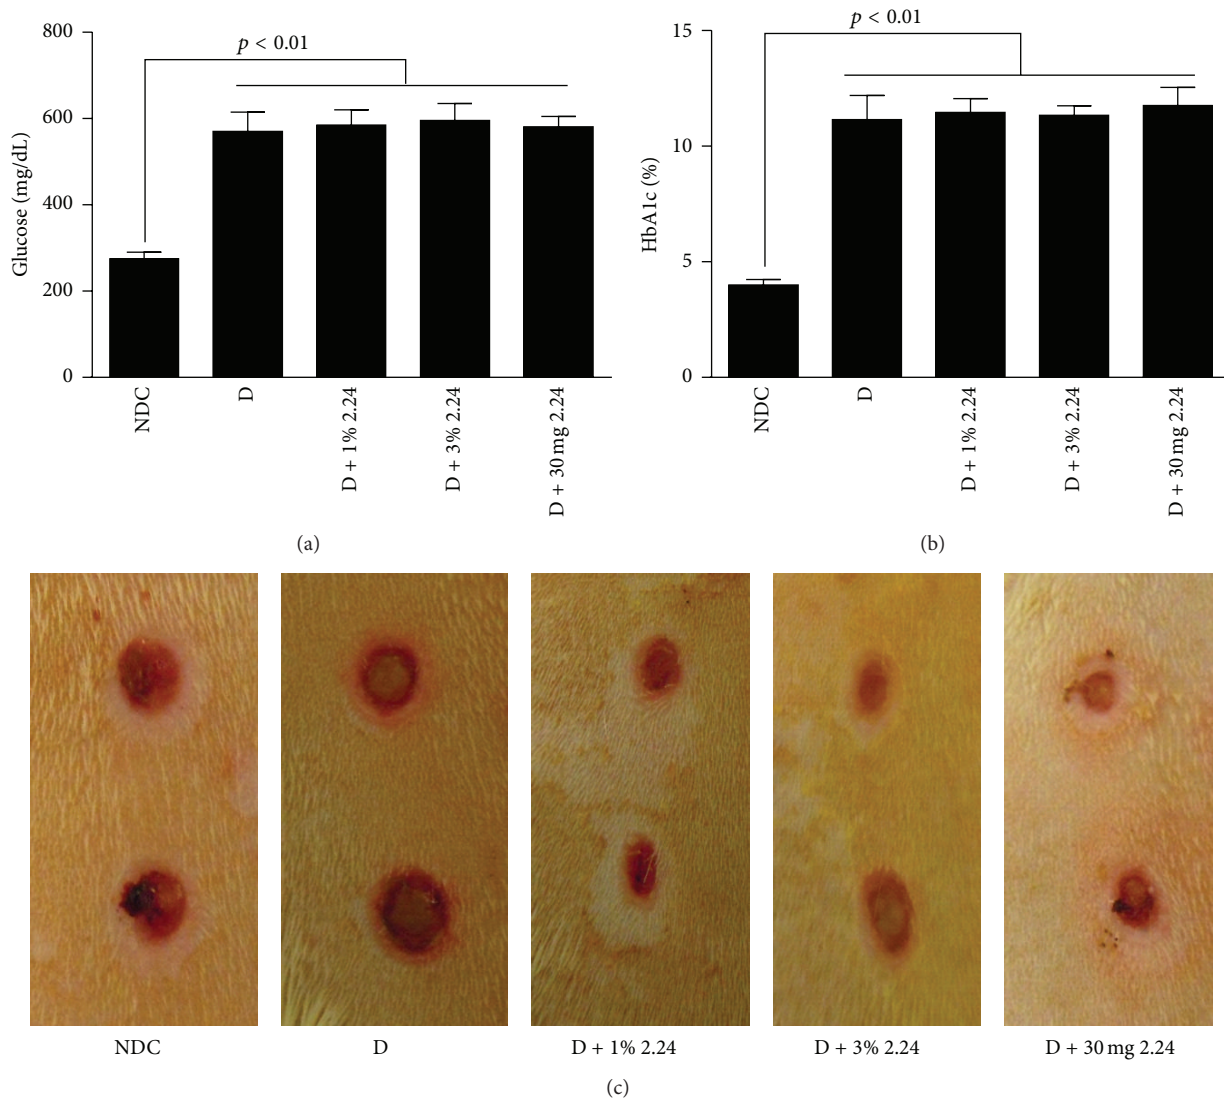 800
600
400
200
0
Glucose (mg/dL)
p < 0.01
NDC
D
D + 1% 2.24
D + 3% 2.24
D + 30 mg 2.24
(a)
15
10
5
0
HbA1c (%)
p < 0.01
NDC
D
D + 1% 2.24
D + 3% 2.24
D + 30 mg 2.24
(b)
NDC
D
D + 1% 2.24
D + 3% 2.24
D + 30 mg 2.24
(c)